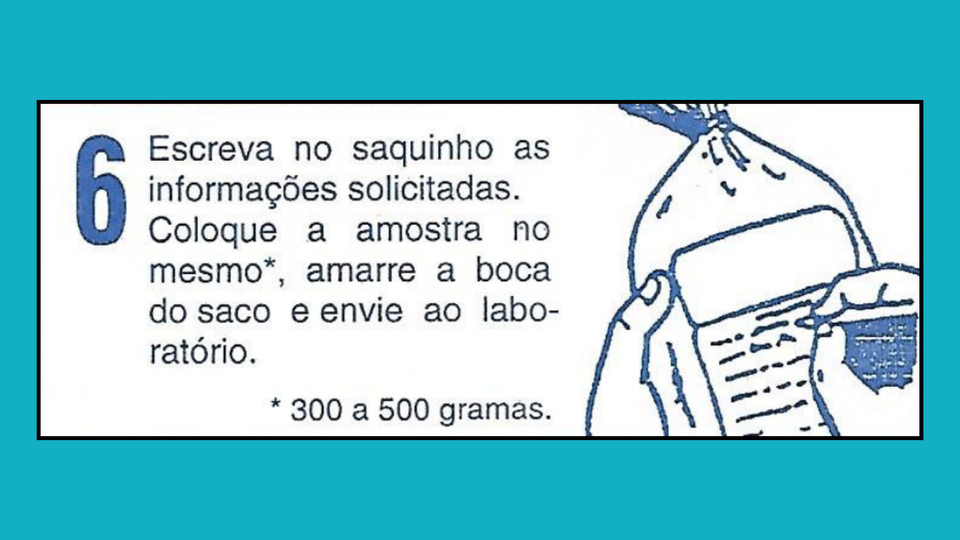 6
Escreva no saquinho as
informações solicitadas.
Coloque a amostra no
mesmo*, amarre a boca
do saco e envie ao labo-
ratório.
* 300 a 500 gramas.